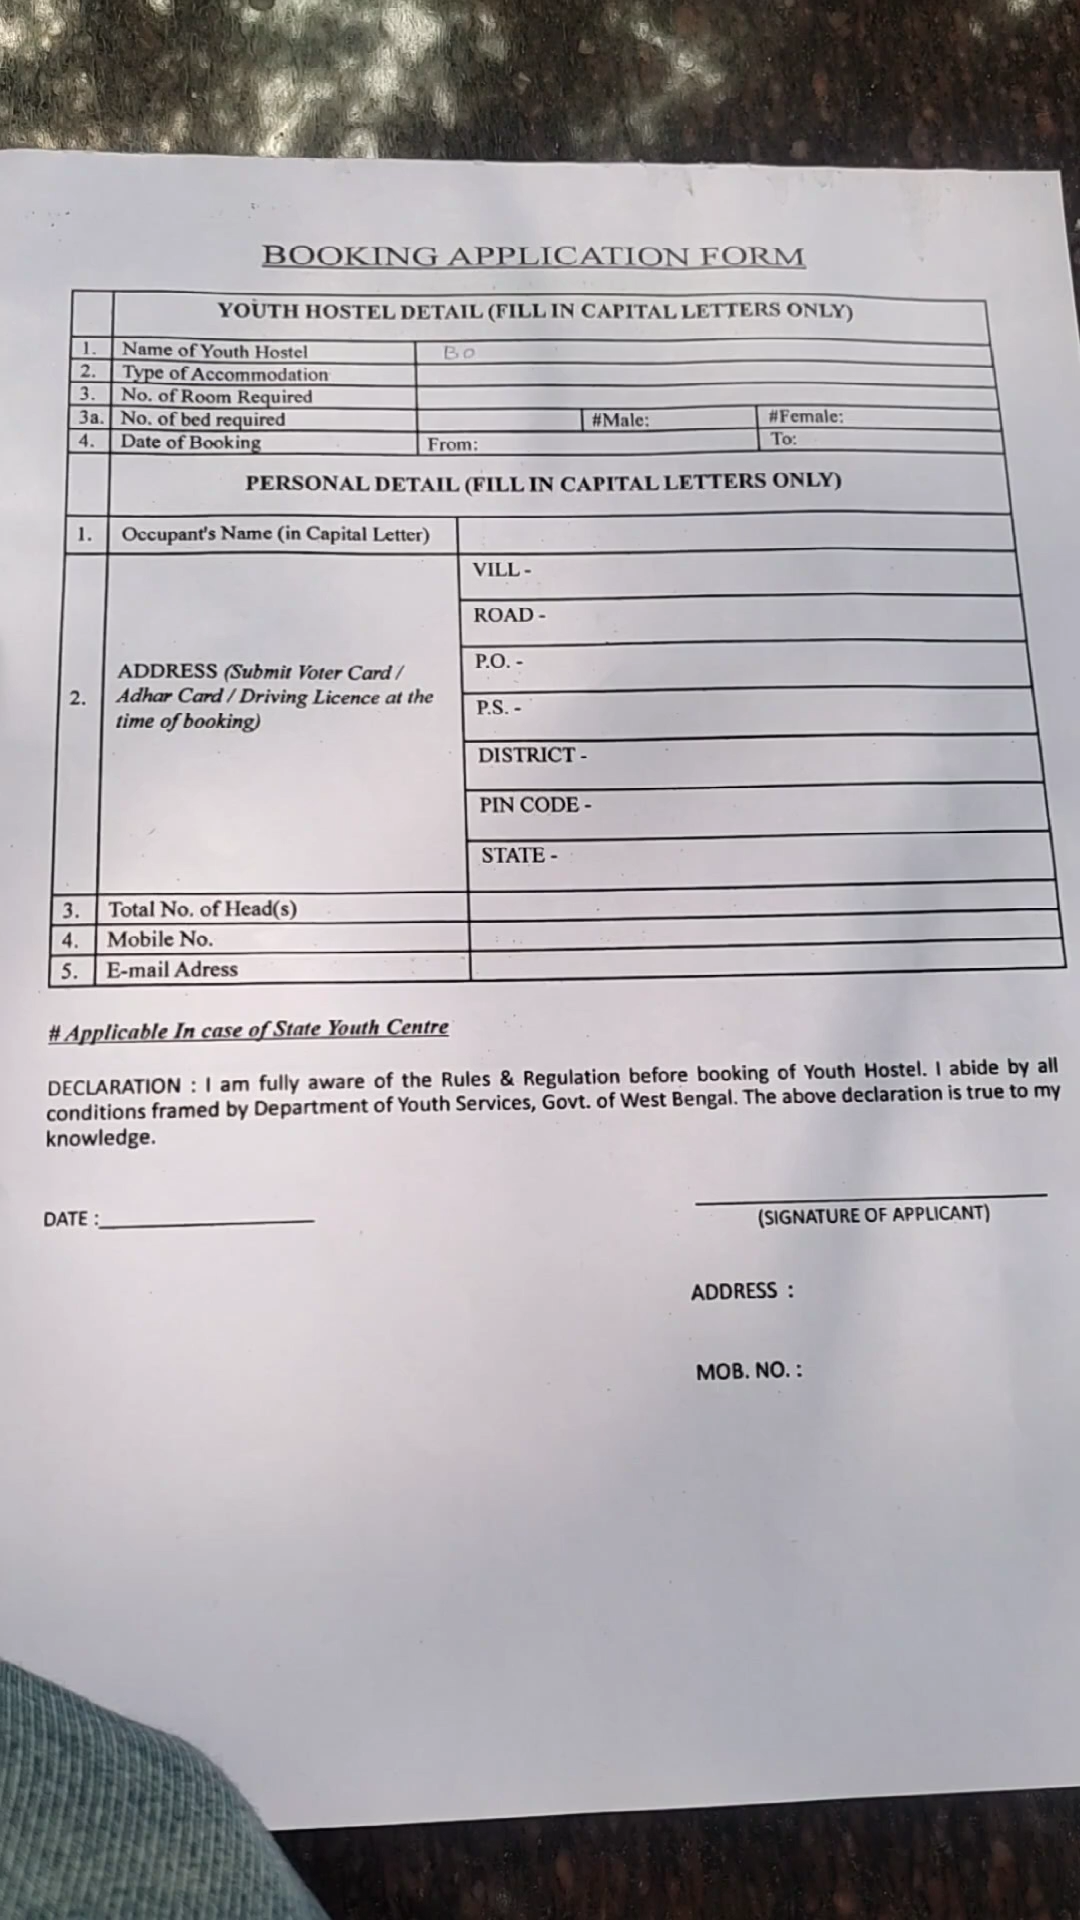 BOOKING APPLICATION FORM
YOUTH HOSTEL DETAIL (FILL IN CAPITAL LETTERS ONLY)
1. Name of Youth Hostel BO
2. Type of Accommodation
3. No. of Room Required
3a. No. of bed required #Male: #Female:
4. Date of Booking From: To:
PERSONAL DETAIL (FILL IN CAPITAL LETTERS ONLY)
1. Occupant's Name (in Capital Letter)
VILL -
ROAD -
P.O. -
2. ADDRESS (Submit Voter Card /
Adhar Card / Driving Licence at the
time of booking)
P.S. -
DISTRICT -
PIN CODE -
STATE -
3. Total No. of Head(s)
4. Mobile No.
5. E-mail Adress
# Applicable In case of State Youth Centre
DECLARATION : I am fully aware of the Rules & Regulation before booking of Youth Hostel. I abide by all
conditions framed by Department of Youth Services, Govt. of West Bengal. The above declaration is true to my
knowledge.
DATE :
(SIGNATURE OF APPLICANT)
ADDRESS :
MOB. NO. :